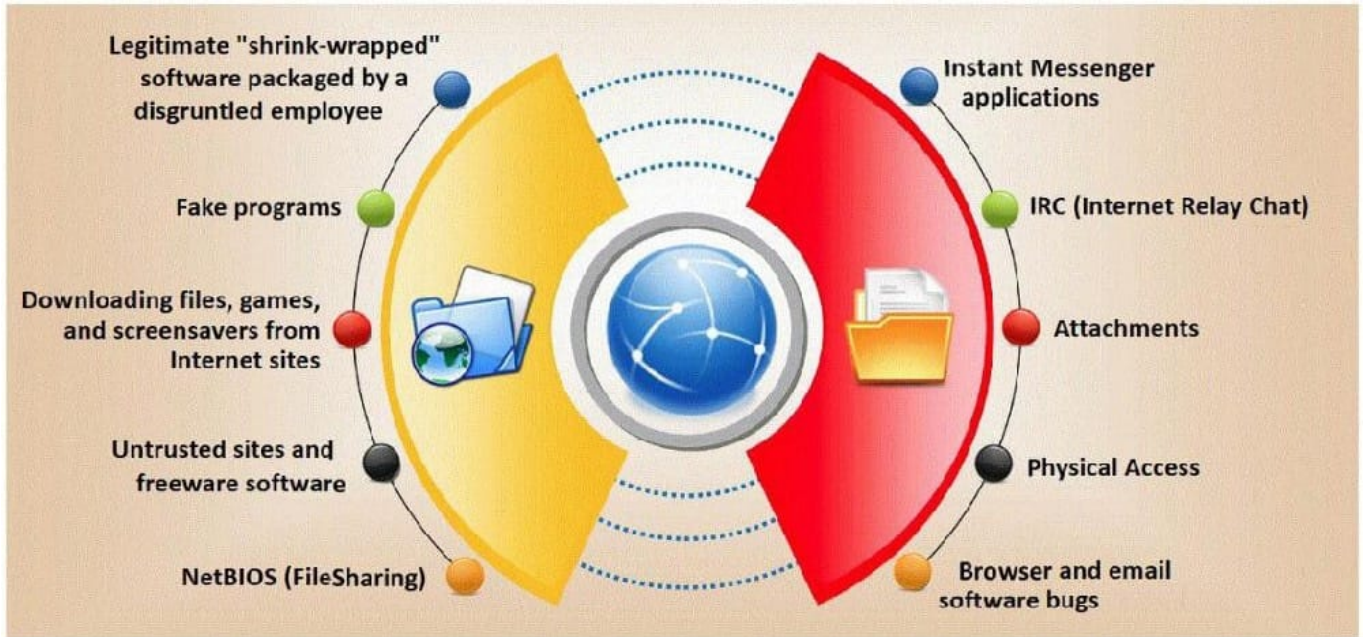 Legitimate "shrink-wrapped"
software packaged by a
disgruntled employee
Fake programs
Downloading files, games,
and screensavers from
Internet sites
Untrusted sites and
freeware software
NetBIOS (FileSharing)
Instant Messenger
applications
IRC (Internet Relay Chat)
Attachments
Physical Access
Browser and email
software bugs